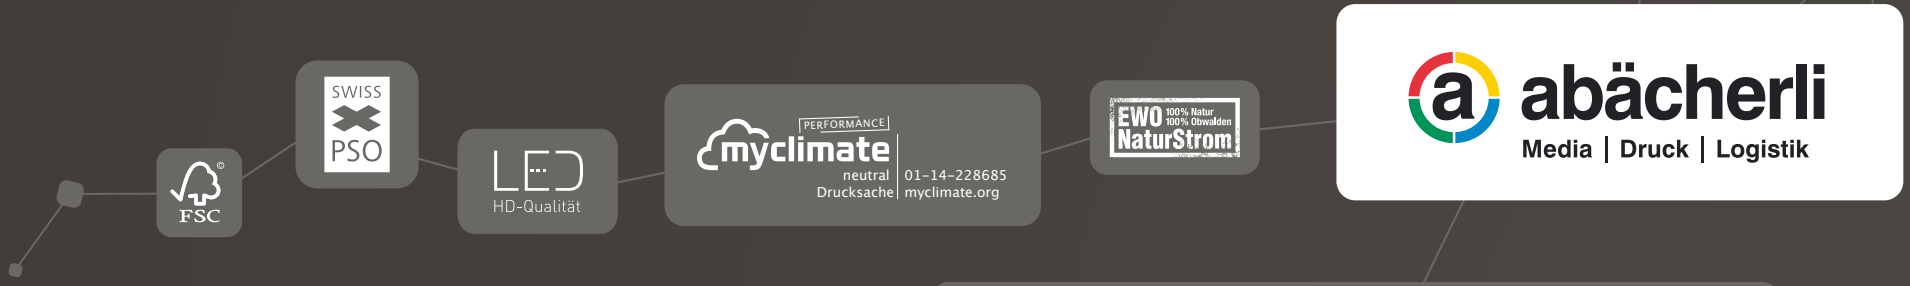 ©
FSC
SWISS
PSO
LED
HD-Qualität
PERFORMANCE
myclimate
neutral
Drucksache
01-14-228685
myclimate.org
EWO 100% Natur
100% Obwalden
NaturStrom
a abächerli
Media | Druck | Logistik